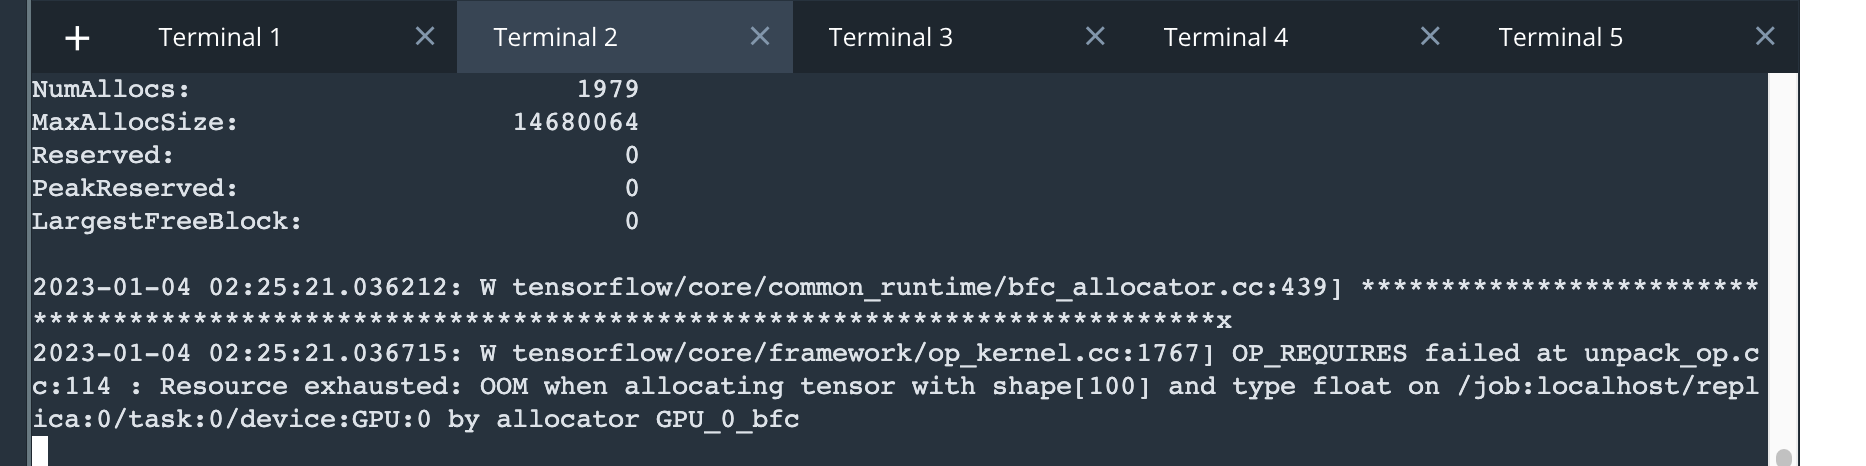 + Terminal 1 × Terminal 2 × Terminal 3 × Terminal 4 × Terminal 5 ×
NumAllocs: 1979
MaxAllocSize: 14680064
Reserved: 0
PeakReserved: 0
LargestFreeBlock: 0
2023-01-04 02:25:21.036212: W tensorflow/core/common_runtime/bfc_allocator.cc:439] *************************
**************************************************************************x
2023-01-04 02:25:21.036715: W tensorflow/core/framework/op_kernel.cc:1767] OP_REQUIRES failed at unpack_op.c
c:114 : Resource exhausted: OOM when allocating tensor with shape[100] and type float on /job:localhost/repl
ica:0/task:0/device:GPU:0 by allocator GPU_0_bfc